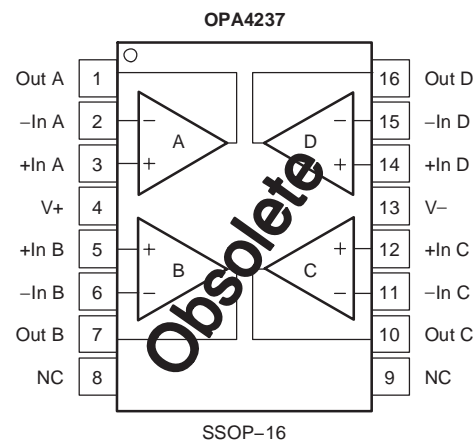 OPA4237
Out A 1 16 Out D
−In A 2 − − 15 −In D
+In A 3 + A D + 14 +In D
V+ 4 13 V−
+In B 5 + + 12 +In C
B C
−In B 6 − − 11 −In C
Out B 7 10 Out C
NC 8 9 NC
Obsolete
SSOP−16